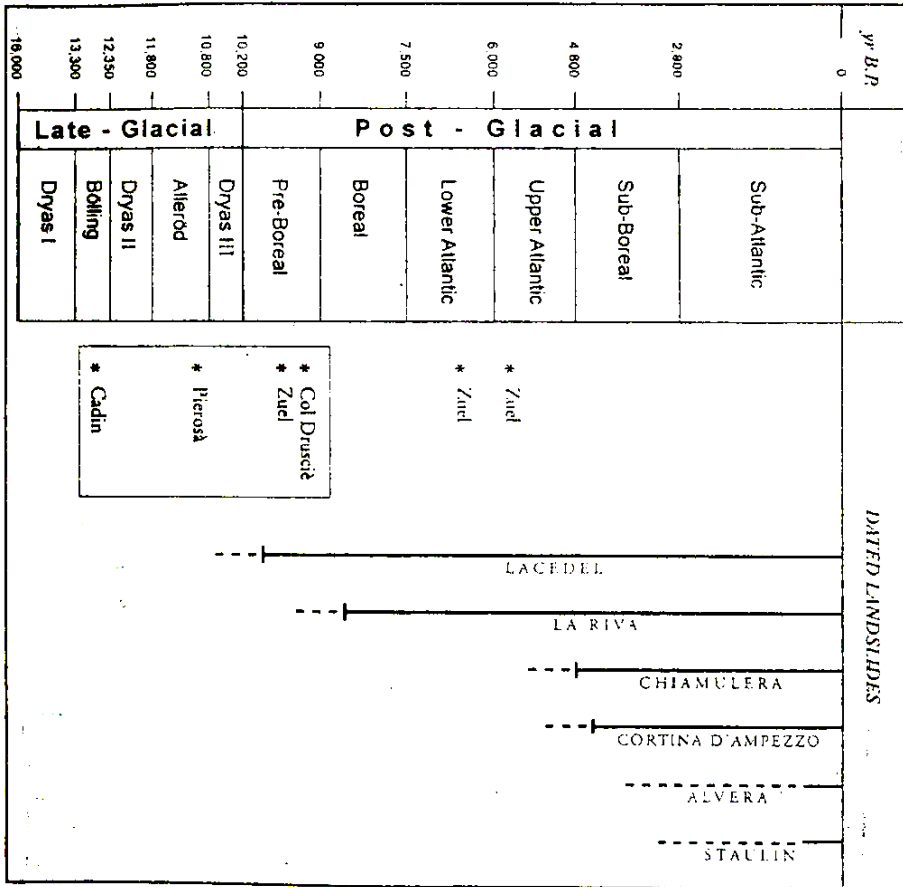 yr B.P.
DATED LANDSLIDES
0
2,800
4,800
6,000
7,500
9,000
10,200
10,800
11,800
12,350
13,300
16,000
Post - Glacial
Late - Glacial
Sub-Atlantic
Sub-Boreal
Upper Atlantic
Lower Atlantic
Boreal
Pre-Boreal
Dryas III
Alleröd
Dryas II
Bölling
Dryas I
* Zuel
* Zuel
* Col Drusciè
* Zuel
* Pierosà
* Cadin
LACEDEL
LA RIVA
CHIAMULERA
CORTINA D'AMPEZZO
ALVERA
STAULIN